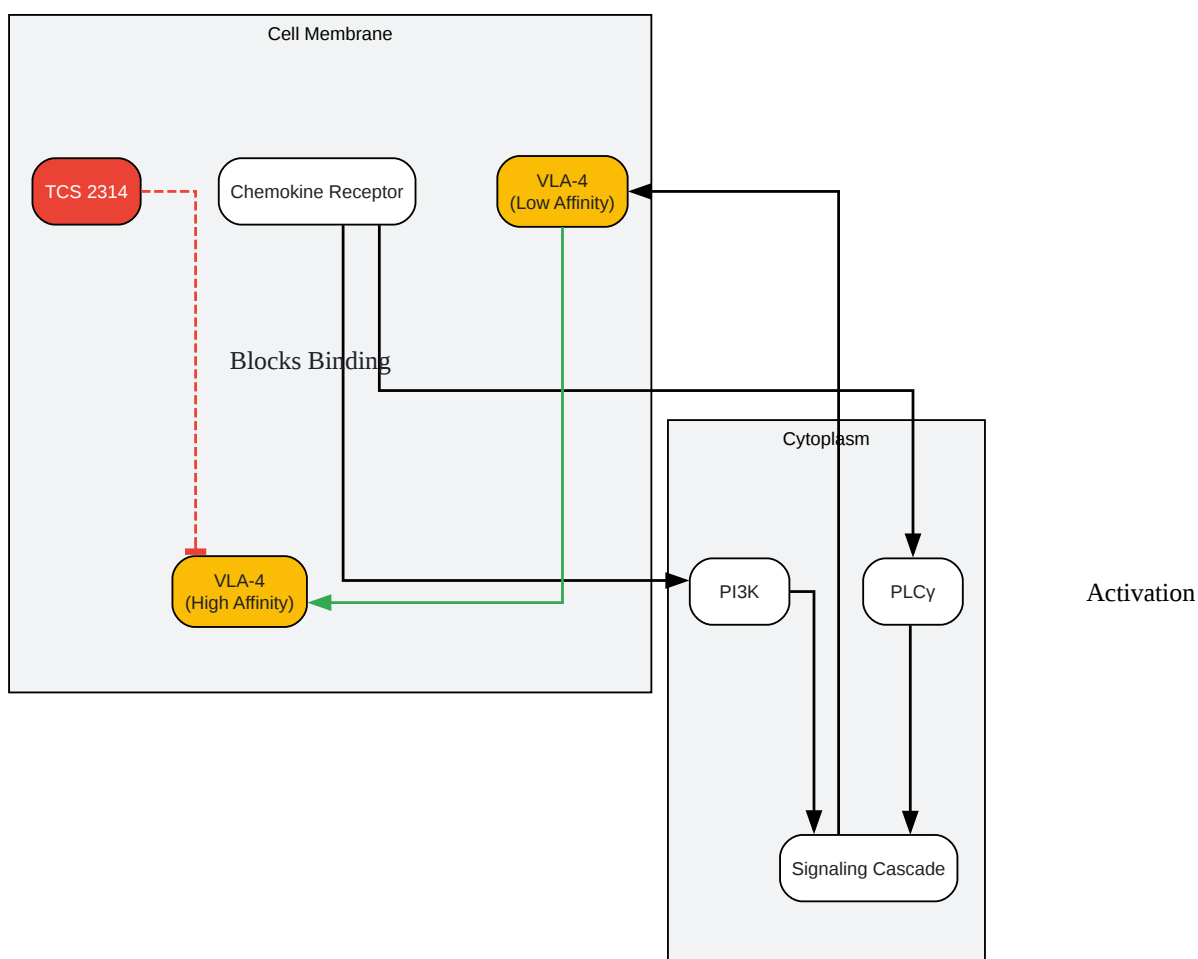 Cell Membrane
TCS 2314
Chemokine Receptor
VLA-4
(Low Affinity)
Blocks Binding
Cytoplasm
VLA-4
(High Affinity)
PI3K
PLCγ
Activation
Signaling Cascade